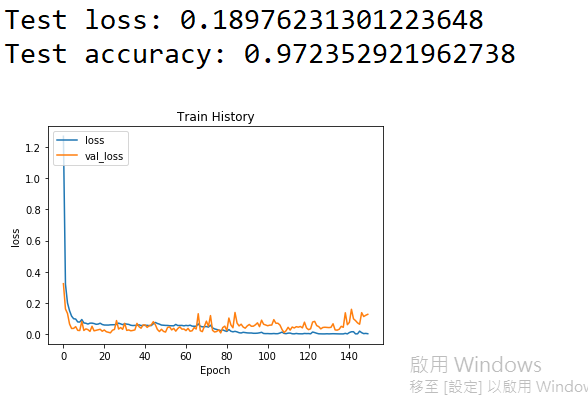 Test loss: 0.18976231301223648
Test accuracy: 0.972352921962738
Train History
loss
val_loss
1.2
1.0
0.8
0.6
0.4
0.2
0.0
loss
0 20 40 60 80 100 120 140
Epoch
啟用 Windows
移至 [設定] 以啟用 Window